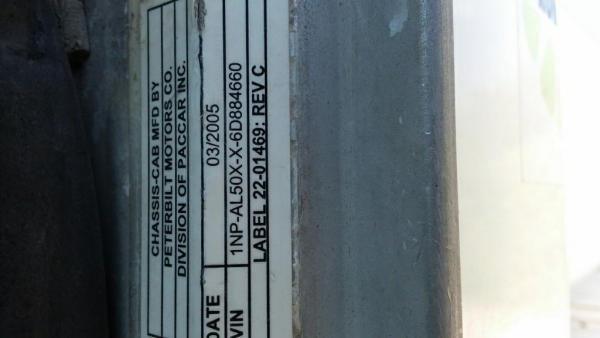 CHASSIS-CAB MFD BY
PETERBILT MOTORS CO.
DIVISION OF PACCAR INC.
DATE 03/2005
VIN 1NP-AL50X-X-6D884660
LABEL 22-01469: REV C